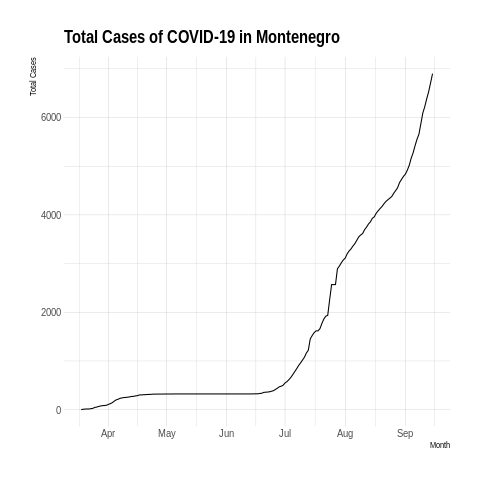 Total Cases of COVID-19 in Montenegro
Total Cases
6000
4000
2000
0
Apr May Jun Jul Aug Sep
Month